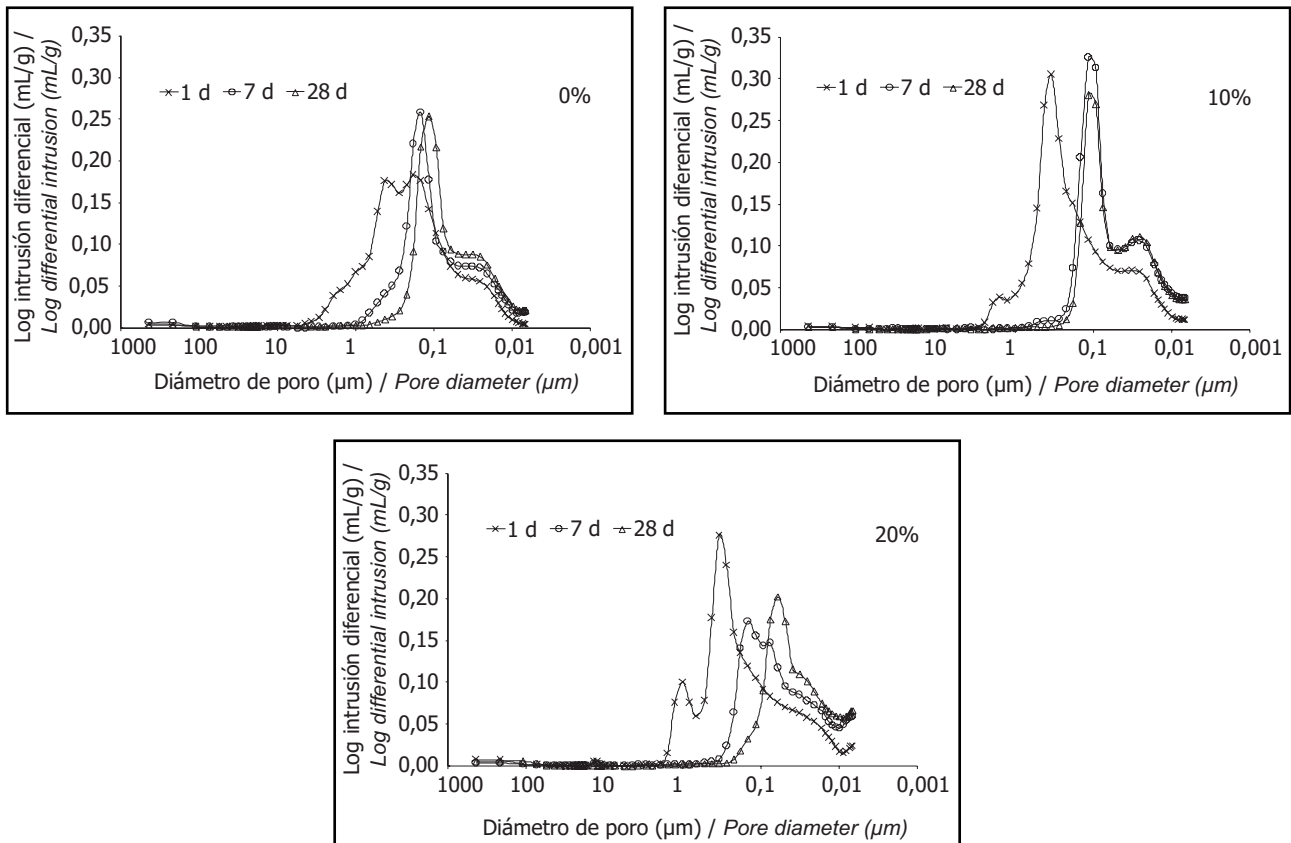 Log intrusión diferencial (mL/g) /
Log differential intrusion (mL/g)
0,35
0,30
0,25
0,20
0,15
0,10
0,05
0,00
1 d 7 d 28 d
0%
1000 100 10 1 0,1 0,01 0,001
Diámetro de poro (µm) / Pore diameter (µm)
Log intrusión diferencial (mL/g) /
Log differential intrusion (mL/g)
0,35
0,30
0,25
0,20
0,15
0,10
0,05
0,00
1 d 7 d 28 d
10%
1000 100 10 1 0,1 0,01 0,001
Diámetro de poro (µm) / Pore diameter (µm)
Log intrusión diferencial (mL/g) /
Log differential intrusion (mL/g)
0,35
0,30
0,25
0,20
0,15
0,10
0,05
0,00
1 d 7 d 28 d
20%
1000 100 10 1 0,1 0,01 0,001
Diámetro de poro (µm) / Pore diameter (µm)